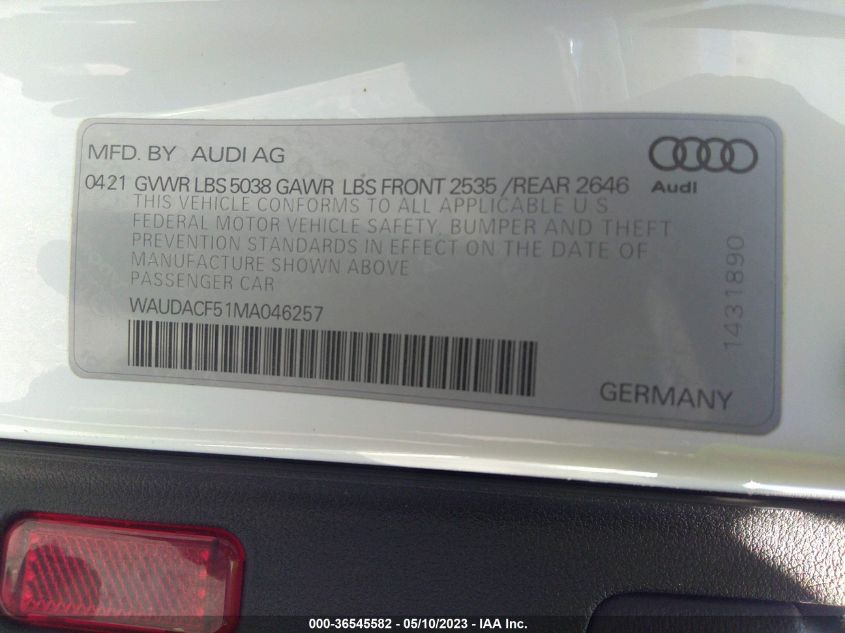 MFD. BY AUDI AG
0421 GVWR LBS 5038 GAWR LBS FRONT 2535 /REAR 2646
Audi
THIS VEHICLE CONFORMS TO ALL APPLICABLE U S
FEDERAL MOTOR VEHICLE SAFETY, BUMPER AND THEFT
PREVENTION STANDARDS IN EFFECT ON THE DATE OF
MANUFACTURE SHOWN ABOVE
PASSENGER CAR
WAUDACF51MA046257
1431890
GERMANY
000-36545582 - 05/10/2023 - IAA Inc.